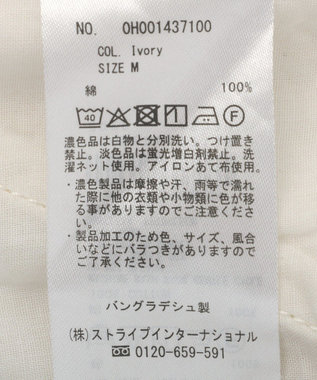 NO. OH001437100
COL. Ivory
SIZE M
綿 100%
40 F
濃色品は白物と分別洗い。つけ置き
禁止。淡色品は蛍光増白剤禁止。洗
濯ネット使用。アイロンあて布使用。
・濃色製品は摩擦や汗、雨等で濡れ
た際に他の衣類や小物類に色が移
る事がありますのでご注意くださ
い。
・製品加工のため色、サイズ、風合
いなどにバラつきがありますので
ご了承ください。
バングラデシュ製
(株)ストライプインターナショナル
0120-659-591